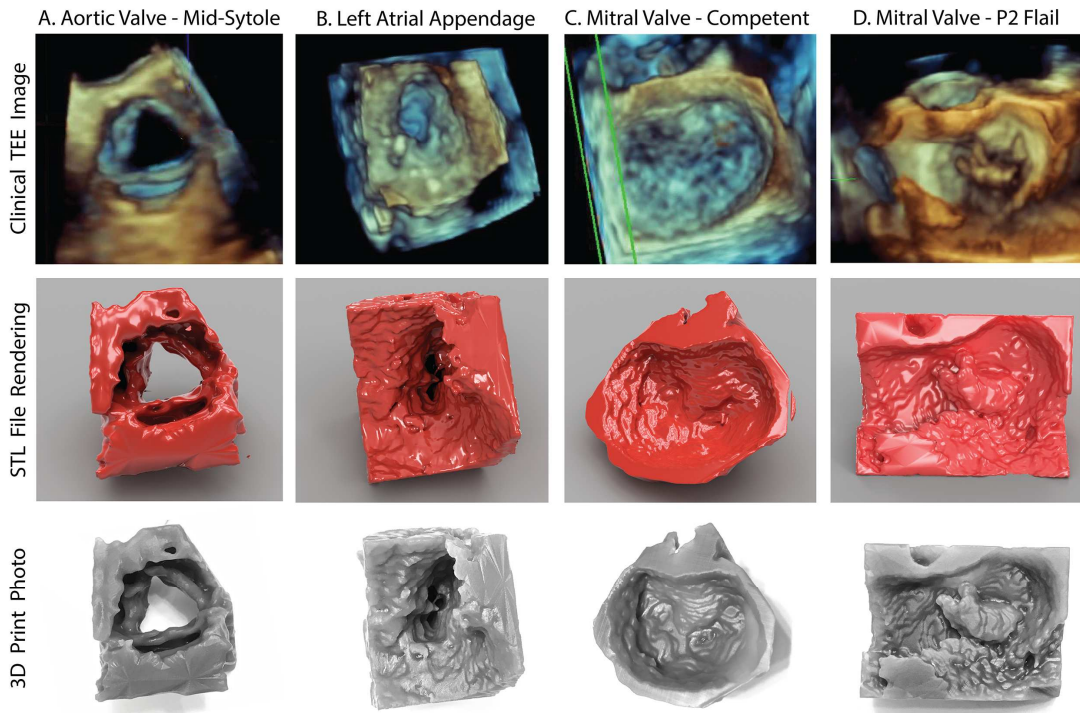 A. Aortic Valve - Mid-Sytole
B. Left Atrial Appendage
C. Mitral Valve - Competent
D. Mitral Valve - P2 Flail
Clinical TEE Image
STL File Rendering
3D Print Photo